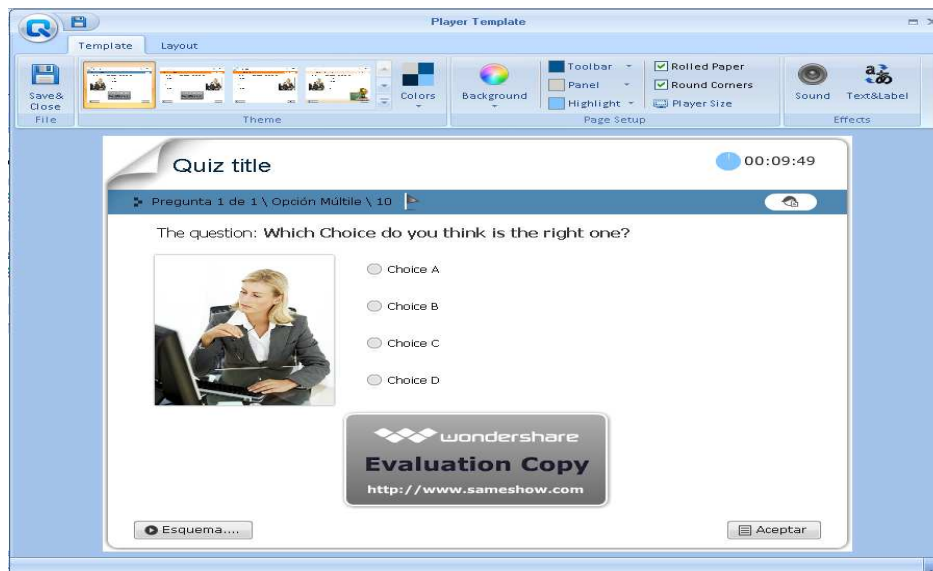 Player Template
Template Layout
Save&
Close
File
Theme
Colors
Background
Toolbar
Panel
Highlight
Rolled Paper
Round Corners
Player Size
Page Setup
Sound
Text&Label
Effects
Quiz title
00:09:49
Pregunta 1 de 1 \ Opción Múltile \ 10
The question: Which Choice do you think is the right one?
Choice A
Choice B
Choice C
Choice D
wondershare
Evaluation Copy
http://www.sameshow.com
Esquema....
Aceptar